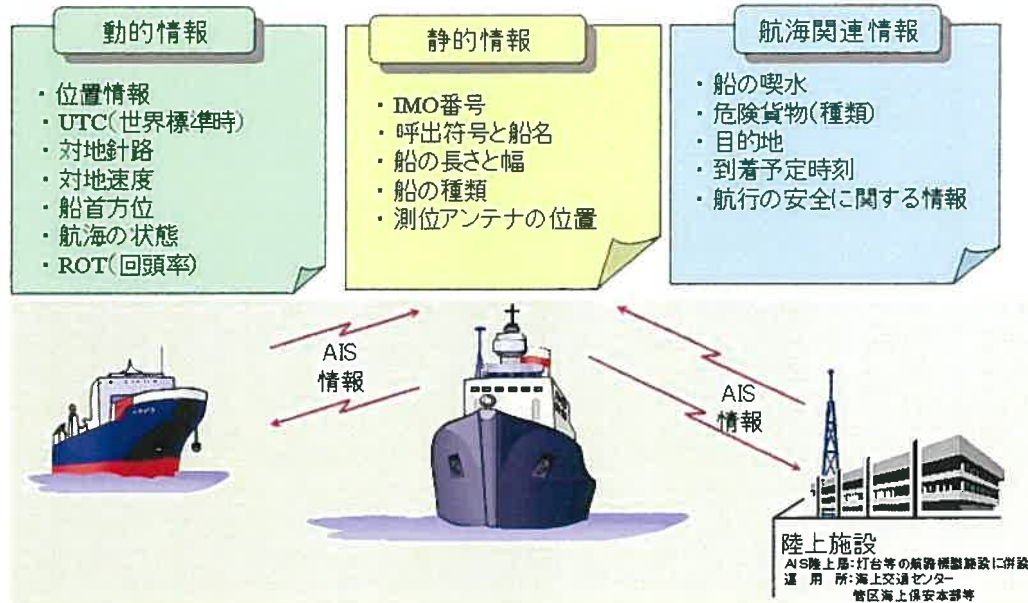 動的情報
・位置情報
・UTC(世界標準時)
・対地針路
・対地速度
・船首方位
・航海の状態
・ROT(回頭率)
静的情報
・IMO番号
・呼出符号と船名
・船の長さと幅
・船の種類
・測位アンテナの位置
航海関連情報
・船の喫水
・危険貨物(種類)
・目的地
・到着予定時刻
・航行の安全に関する情報
AIS
情報
AIS
情報
陸上施設
AIS陸上局:灯台等の航路標識施設に併設
運用所:海上交通センター
管区海上保安本部等